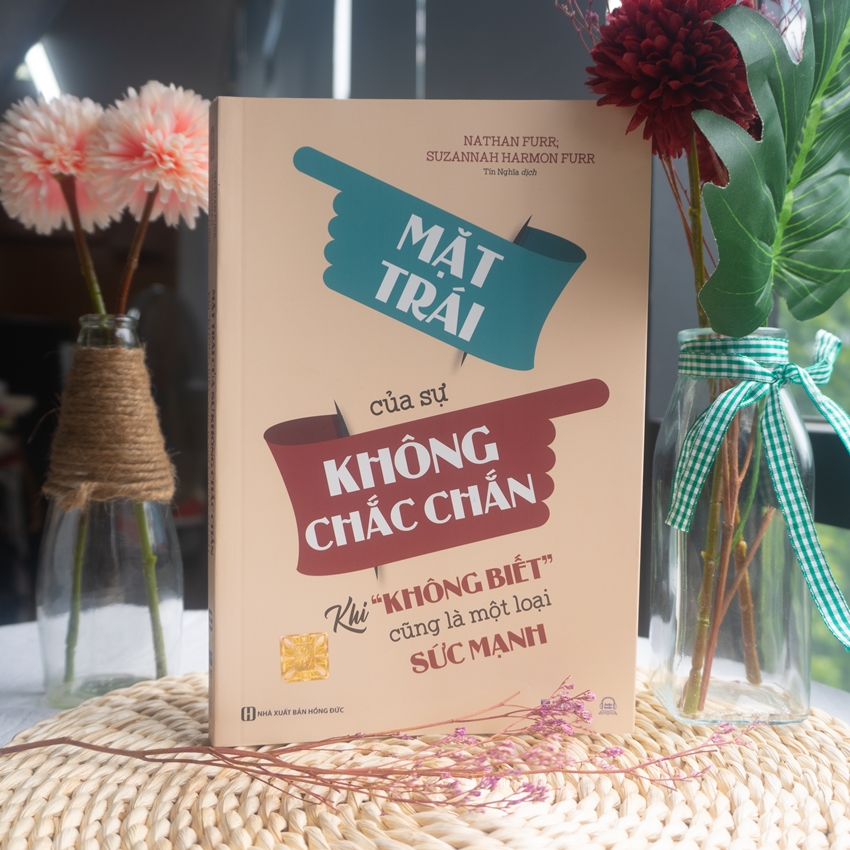 NATHAN FURR;
SUZANNAH HARMON FURR
Tín Nghĩa dịch
MẶT
TRÁI
của sự
KHÔNG
CHẮC CHẮN
Khi “KHÔNG BIẾT”
cũng là một loại
SỨC MẠNH
NHÀ XUẤT BẢN HỒNG ĐỨC